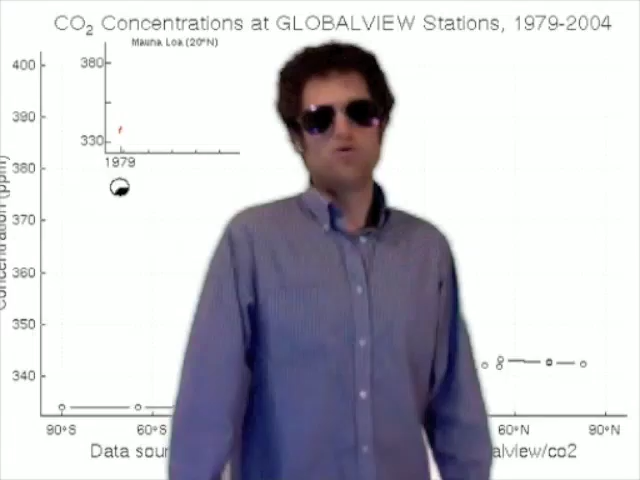 CO₂ Concentrations at GLOBALVIEW Stations, 1979-2004
Mauna Loa (20°N)
380
330
1979
400
390
380
370
360
350
340
Concentration (ppm)
90°S
60°S
60°N
90°N
Data sour
alview/co2